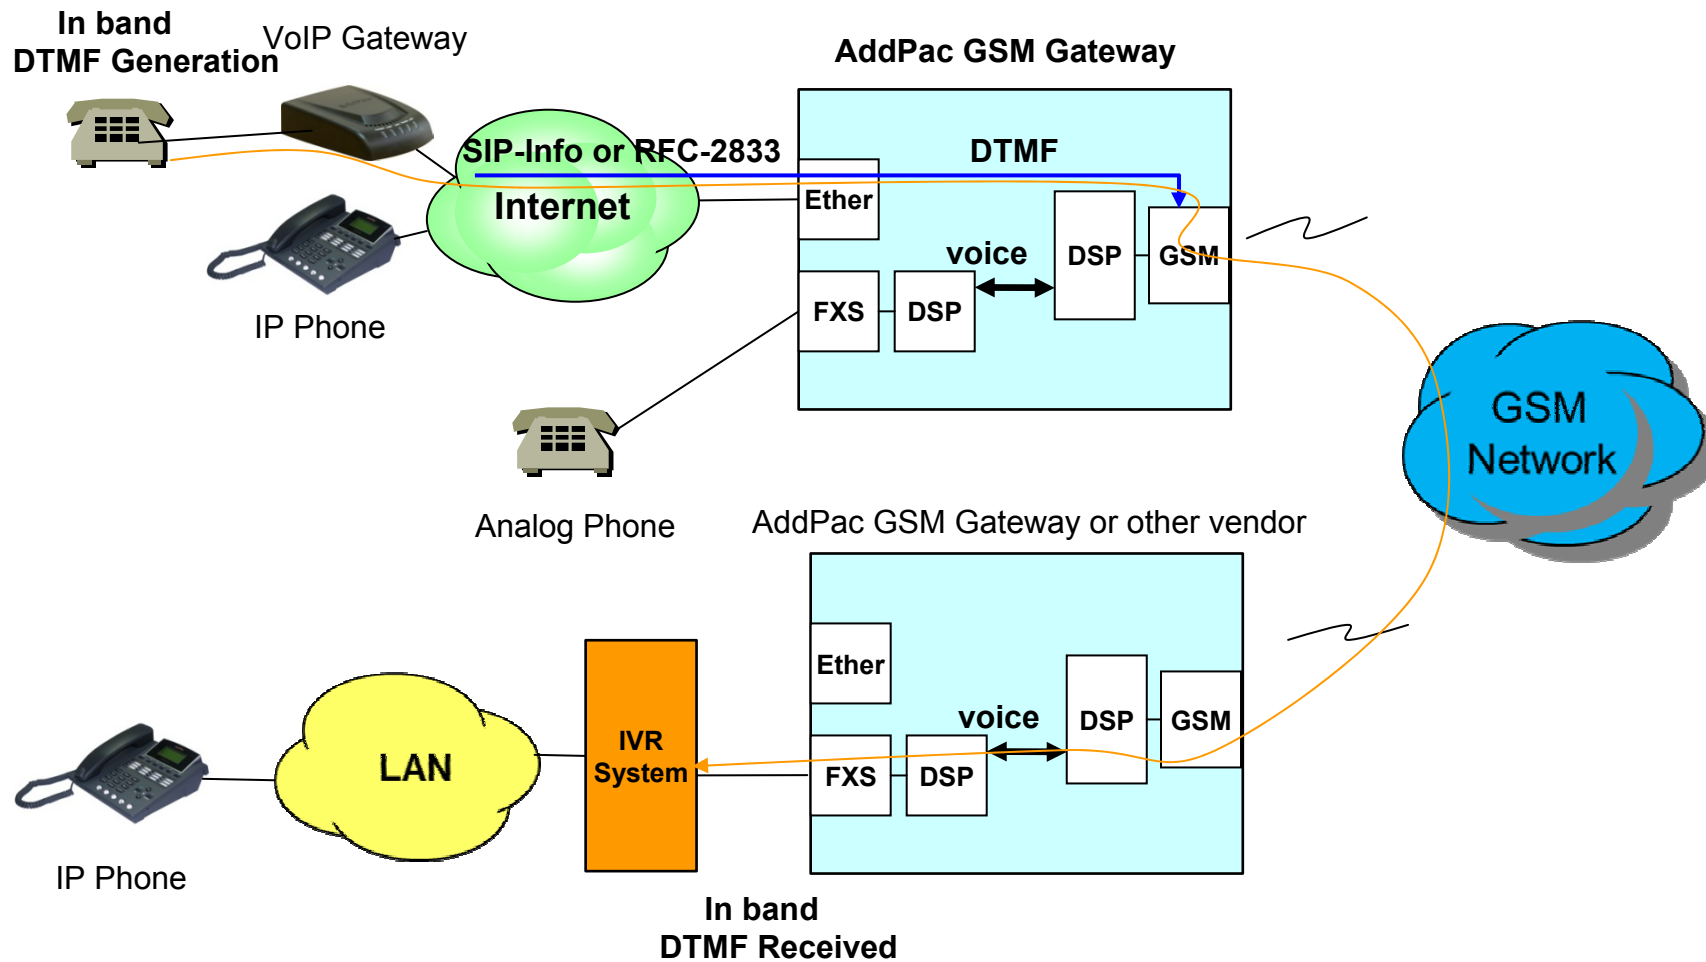 In band
DTMF Generation
VoIP Gateway
AddPac GSM Gateway
SIP-Info or RFC-2833
DTMF
Internet
Ether
voice
DSP
GSM
FXS
DSP
IP Phone
GSM
Network
Analog Phone
AddPac GSM Gateway or other vendor
Ether
voice
DSP
GSM
FXS
DSP
IVR
System
LAN
IP Phone
In band
DTMF Received